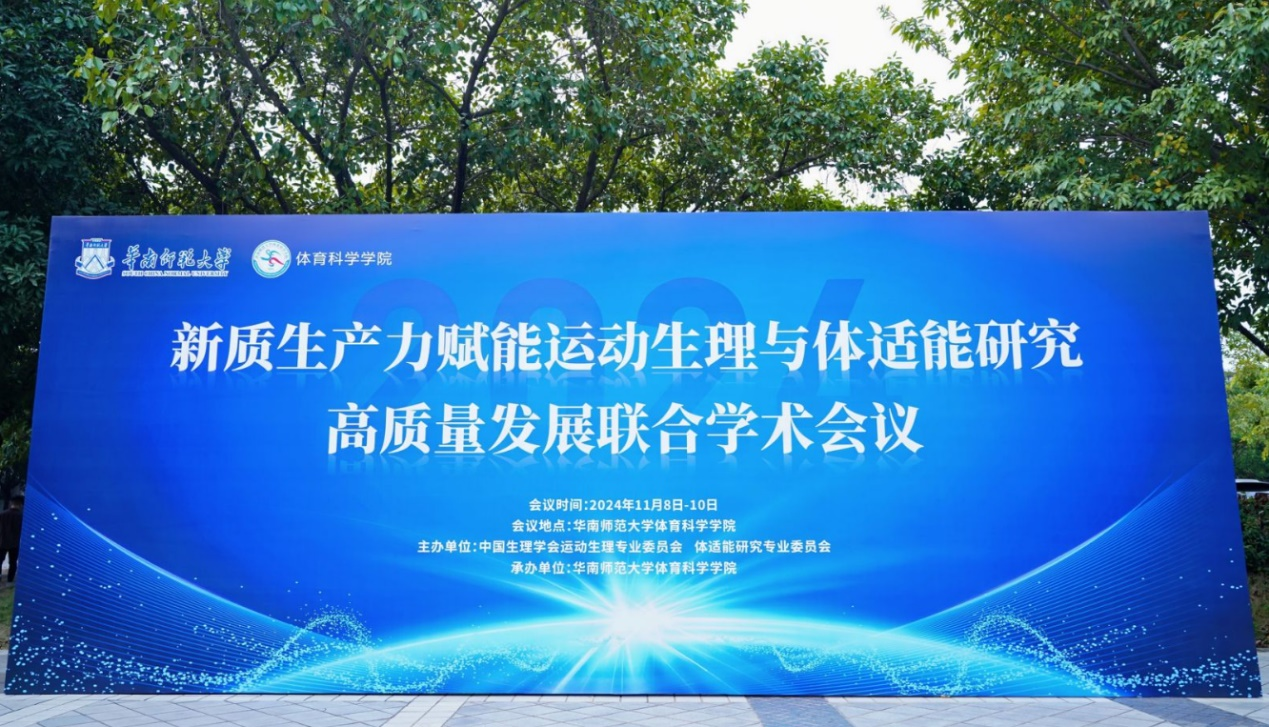 华南师范大学
SOUTH CHINA NORMAL UNIVERSITY
体育科学学院
2024
新质生产力赋能运动生理与体适能研究
高质量发展联合学术会议
会议时间:2024年11月8日-10日
会议地点:华南师范大学体育科学学院
主办单位:中国生理学会运动生理专业委员会 体适能研究专业委员会
承办单位:华南师范大学体育科学学院